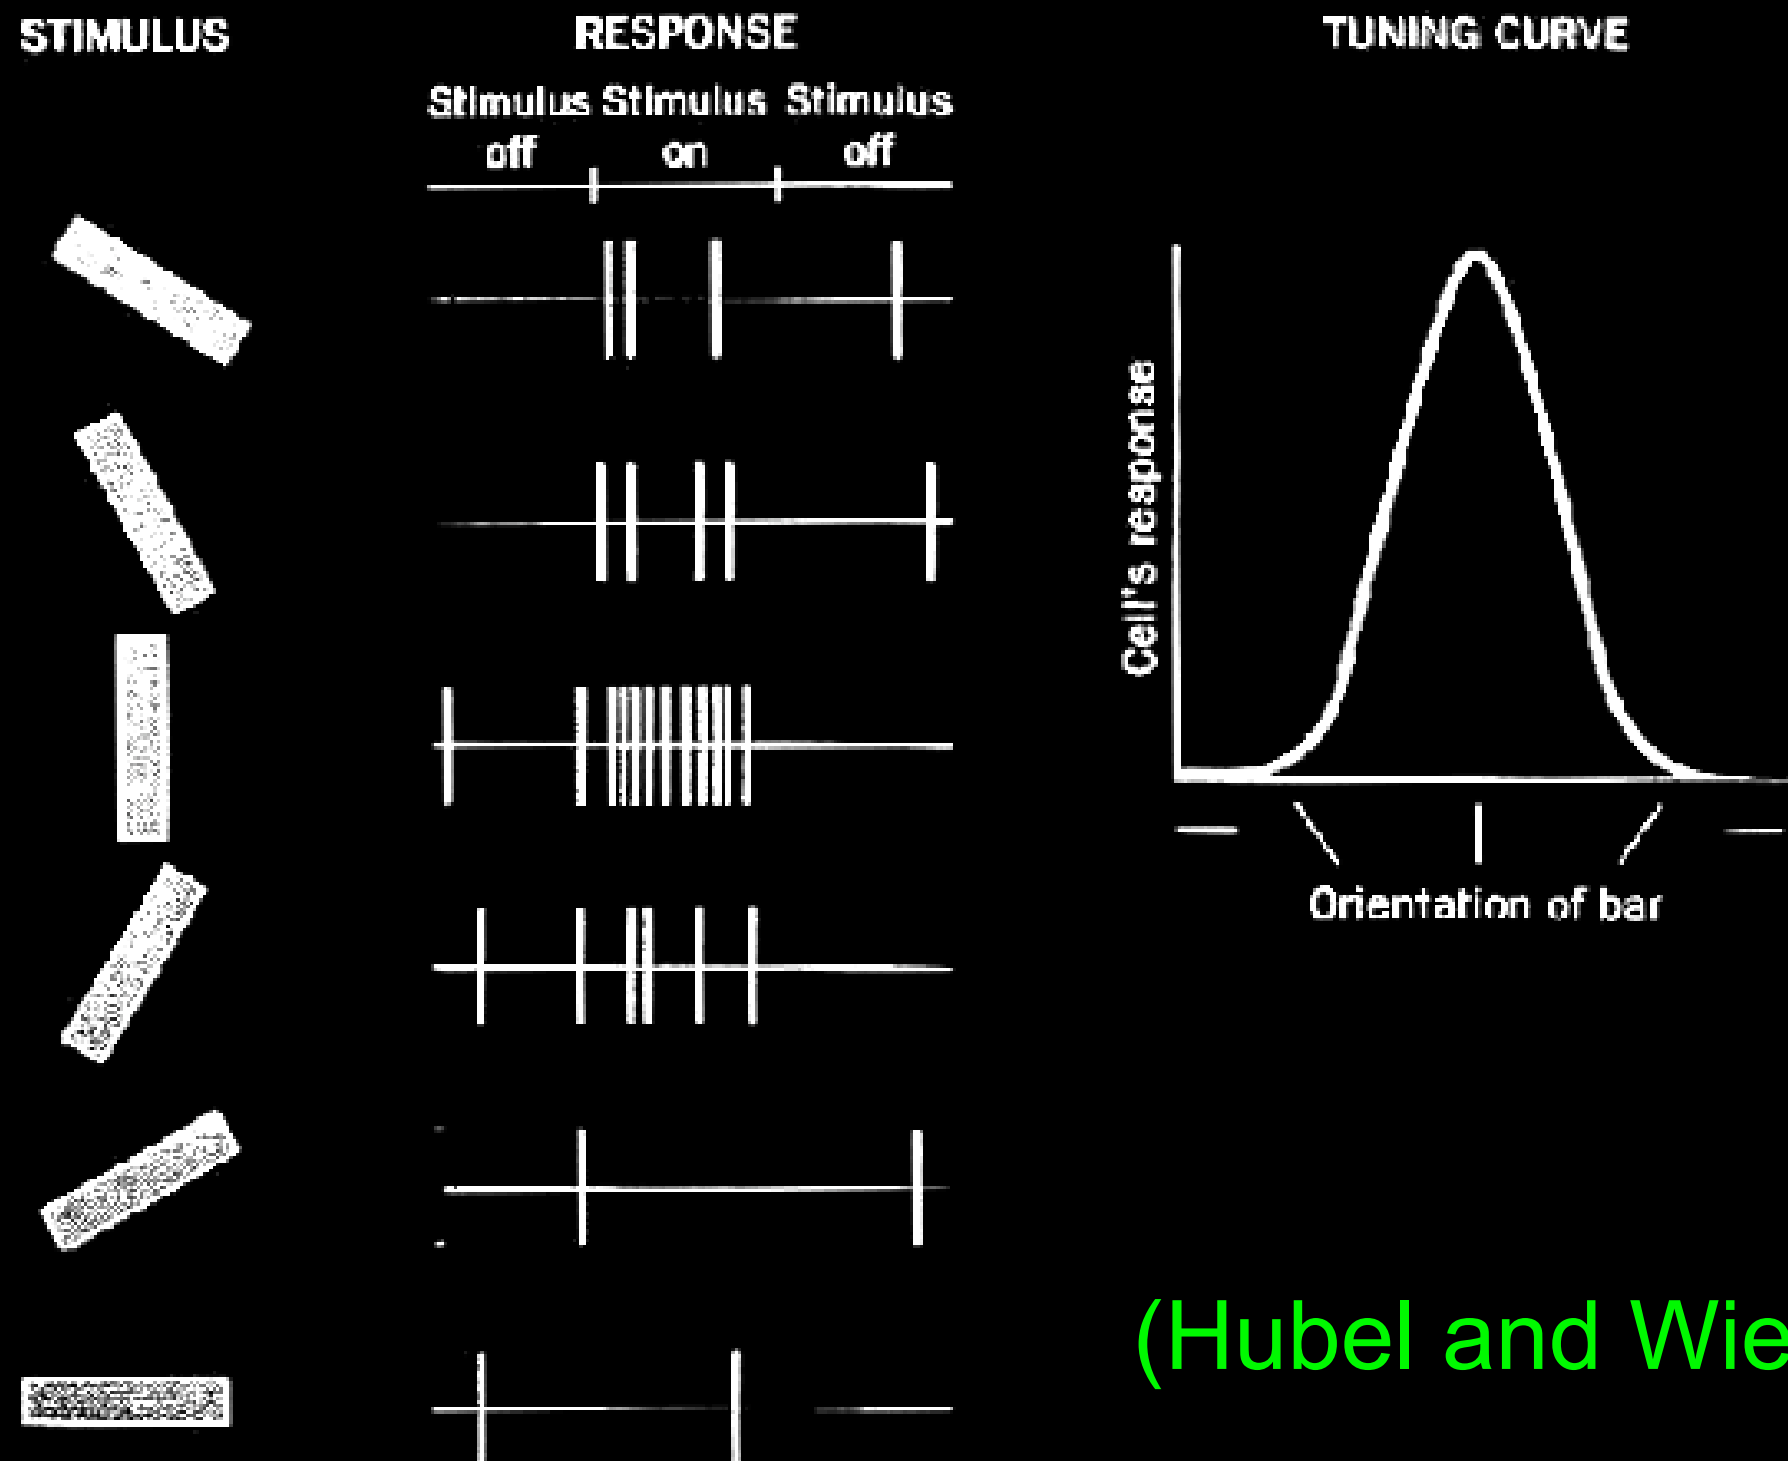 STIMULUS
RESPONSE
TUNING CURVE
Stimulus Stimulus Stimulus
off on off
Cell's response
Orientation of bar
(Hubel and Wie